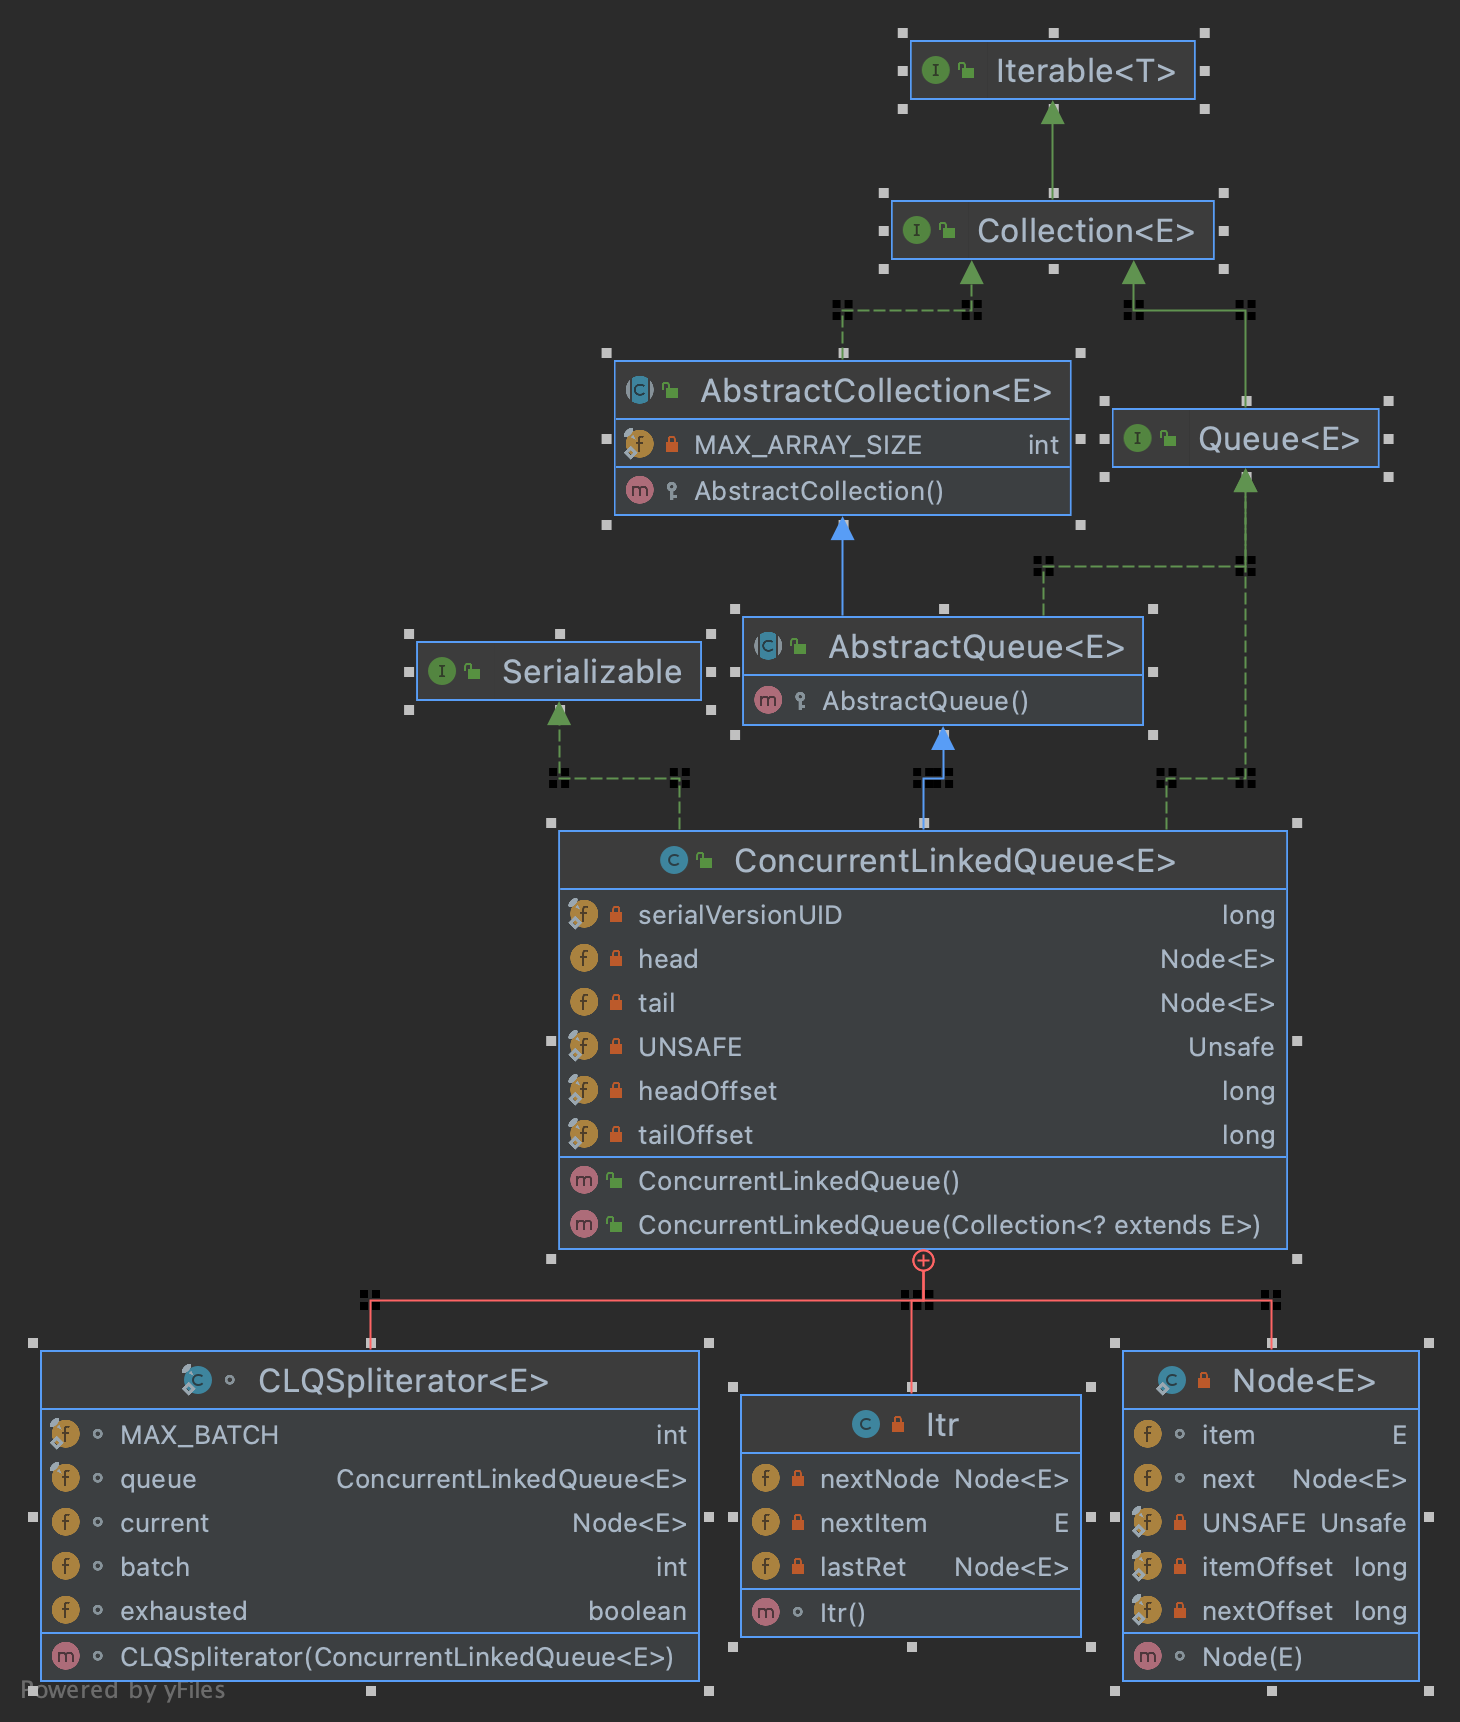 Iterable<T>
Collection<E>
AbstractCollection<E>
MAX_ARRAY_SIZE int
AbstractCollection()
Queue<E>
Serializable
AbstractQueue<E>
AbstractQueue()
ConcurrentLinkedQueue<E>
serialVersionUID long
head Node<E>
tail Node<E>
UNSAFE Unsafe
headOffset long
tailOffset long
ConcurrentLinkedQueue()
ConcurrentLinkedQueue(Collection<? extends E>)
CLQSpliterator<E>
MAX_BATCH int
queue ConcurrentLinkedQueue<E>
current Node<E>
batch int
exhausted boolean
CLQSpliterator(ConcurrentLinkedQueue<E>)
Itr
nextNode Node<E>
nextItem E
lastRet Node<E>
Itr()
Node<E>
item E
next Node<E>
UNSAFE Unsafe
itemOffset long
nextOffset long
Node(E)
Powered by yFiles